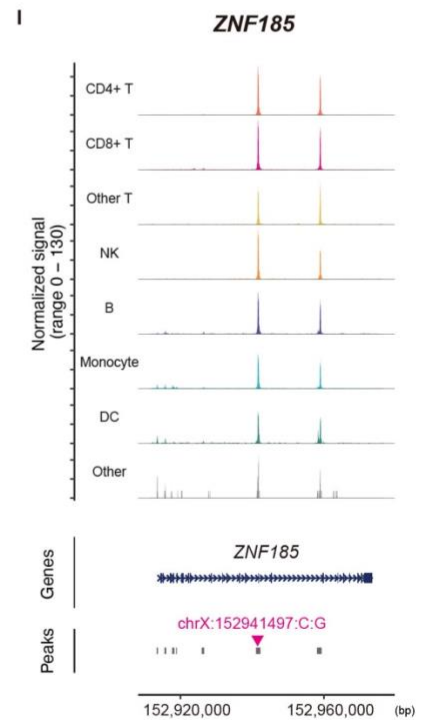 I
ZNF185
CD4+ T
CD8+ T
Other T
NK
B
Monocyte
DC
Other
Normalized signal
(range 0 – 130)
Genes
ZNF185
Peaks
chrX:152941497:C:G
152,920,000 152,960,000 (bp)